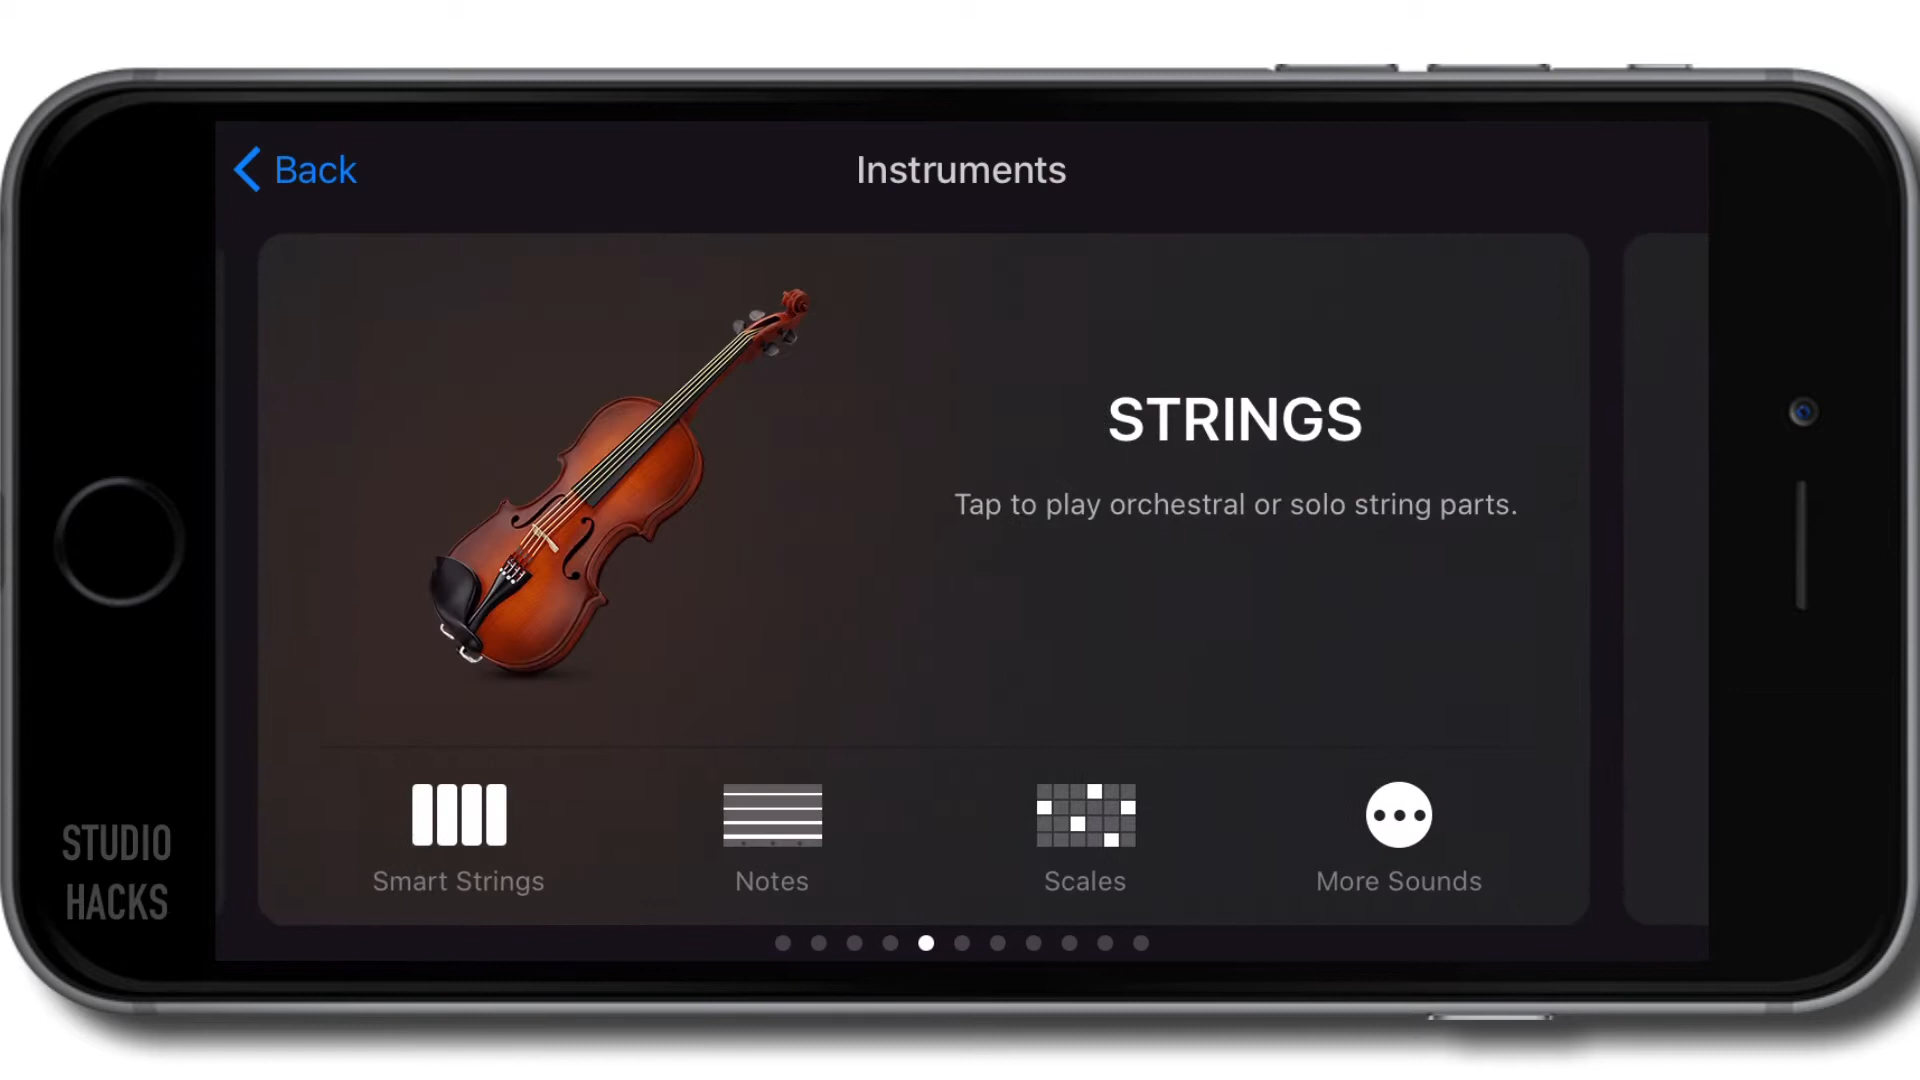 Back
Instruments
STRINGS
Tap to play orchestral or solo string parts.
Smart Strings
Notes
Scales
More Sounds
STUDIO
HACKS